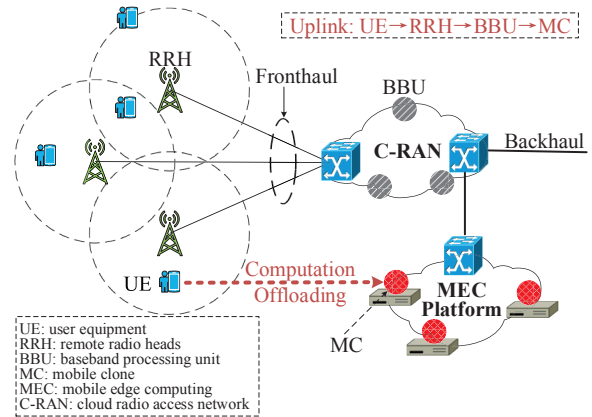 Uplink: UE→RRH→BBU→MC
RRH
Fronthaul
BBU
C-RAN
Backhaul
UE
Computation
Offloading
MEC
Platform
MC
UE: user equipment
RRH: remote radio heads
BBU: baseband processing unit
MC: mobile clone
MEC: mobile edge computing
C-RAN: cloud radio access network